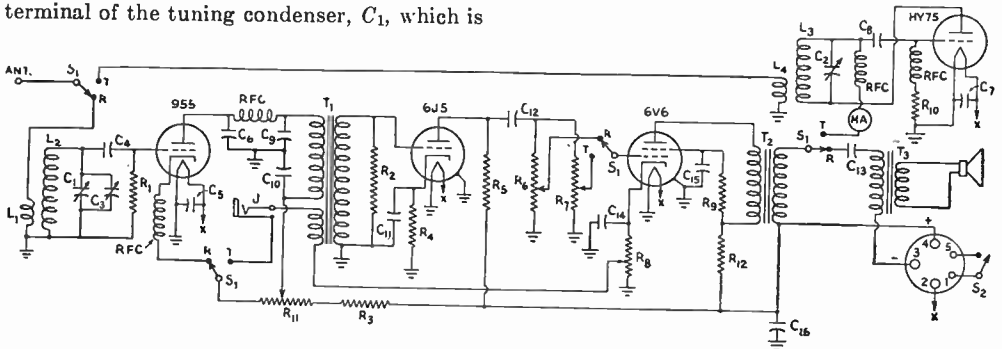 terminal of the tuning condenser, C1, which is
HY75
L3 C8
C2
L4 RFC RFC C7
R10
MA
T
X
ANT. S1 T
R
955 RFC T1 6J5 C12 6V6
L2 C4 C6 C9 R T2 S1 R C13 T3
C1 C3 R1 C5 C10 R2 R5 R6 T S1 C15 R9
L1 X J C11 R4 X R7 C14 X
RFC R T R8 R12
S1
R11 R3 C16
+
4 5
- 3
2 1
S2
X